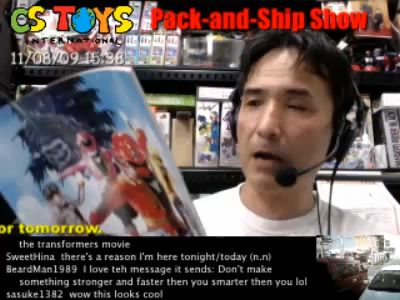 CS TOYS
INTERNATIONAL
Pack-and-Ship Show
11/08/09 15:38
or tomorrow.
the transformers movie
SweetHina there's a reason I'm here tonight/today (n.n)
BeardMan1989 I love teh message it sends: Don't make
something stronger and faster then you smarter then you lol
sasuke1382 wow this looks cool